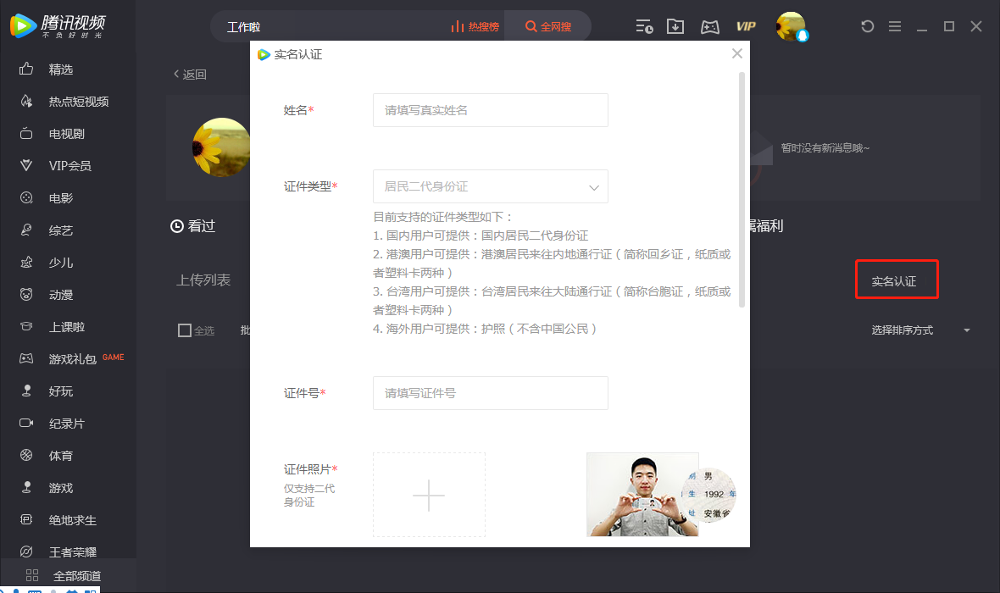 腾讯视频
不负好时光
工作啦
热搜榜
全网搜
VIP
精选
热点短视频
电视剧
VIP会员
电影
综艺
少儿
动漫
上课啦
游戏礼包 GAME
好玩
纪录片
体育
游戏
绝地求生
王者荣耀
全部频道
返回
暂时没有新消息哦~
看过
属福利
上传列表
实名认证
全选
批
选择排序方式
实名认证
姓名*
请填写真实姓名
证件类型*
居民二代身份证
目前支持的证件类型如下：
1. 国内用户可提供：国内居民二代身份证
2. 港澳用户可提供：港澳居民来往内地通行证（简称回乡证，纸质或
者塑料卡两种）
3. 台湾用户可提供：台湾居民来往大陆通行证（简称台胞证，纸质或
者塑料卡两种）
4. 海外用户可提供：护照（不含中国公民）
证件号*
请填写证件号
证件照片*
仅支持二代
身份证
别 男
生 1992 年
址 安徽省